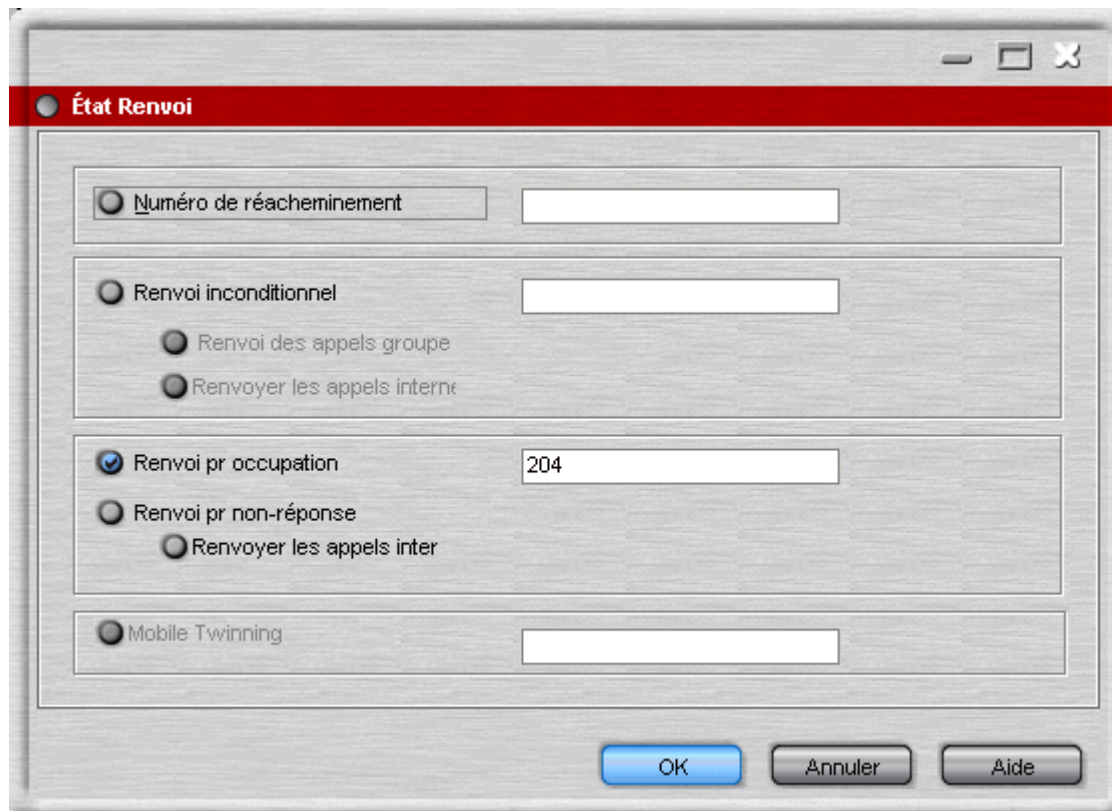 État Renvoi
Numéro de réacheminement
Renvoi inconditionnel
Renvoi des appels groupe
Renvoyer les appels interne
Renvoi pr occupation
204
Renvoi pr non-réponse
Renvoyer les appels inter
Mobile Twinning
OK
Annuler
Aide